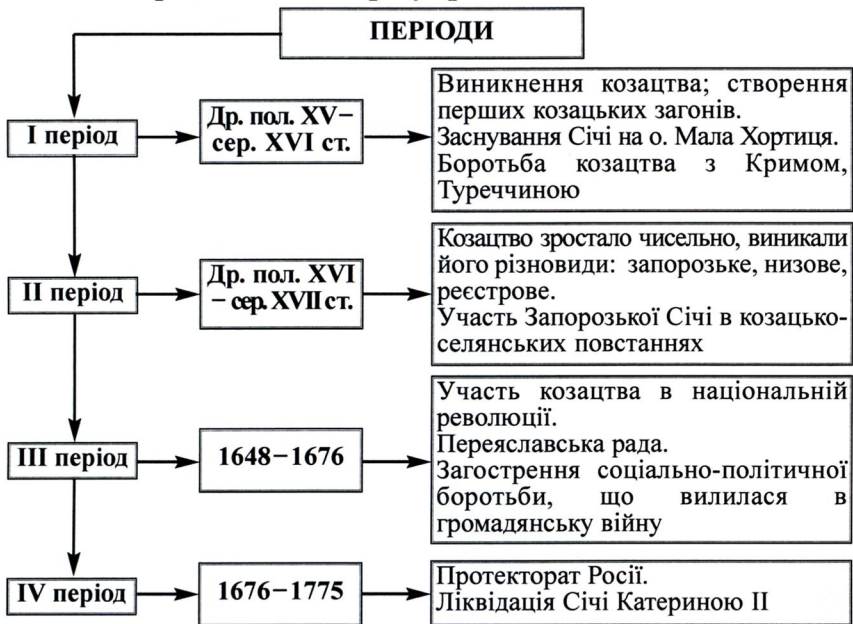 ПЕРІОДИ
І період
Др. пол. XV–
сер. XVI ст.
Виникнення козацтва; створення
перших козацьких загонів.
Заснування Січі на о. Мала Хортиця.
Боротьба козацтва з Кримом,
Туреччиною
ІІ період
Др. пол. XVI
– сер. XVII ст.
Козацтво зростало чисельно, виникали
його різновиди: запорозьке, низове,
реєстрове.
Участь Запорозької Січі в козацько-
селянських повстаннях
ІІІ період
1648–1676
Участь козацтва в національній
революції.
Переяславська рада.
Загострення соціально-політичної
боротьби, що вилилася в
громадянську війну
IV період
1676–1775
Протекторат Росії.
Ліквідація Січі Катериною ІІ